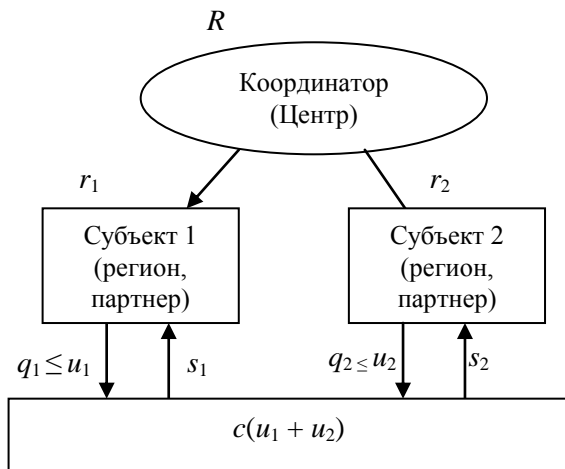 R
Координатор
(Центр)
r₁ r₂
Субъект 1
(регион,
партнер)
Субъект 2
(регион,
партнер)
q₁ ≤ u₁ s₁ q₂ ≤ u₂ s₂
c(u₁ + u₂)